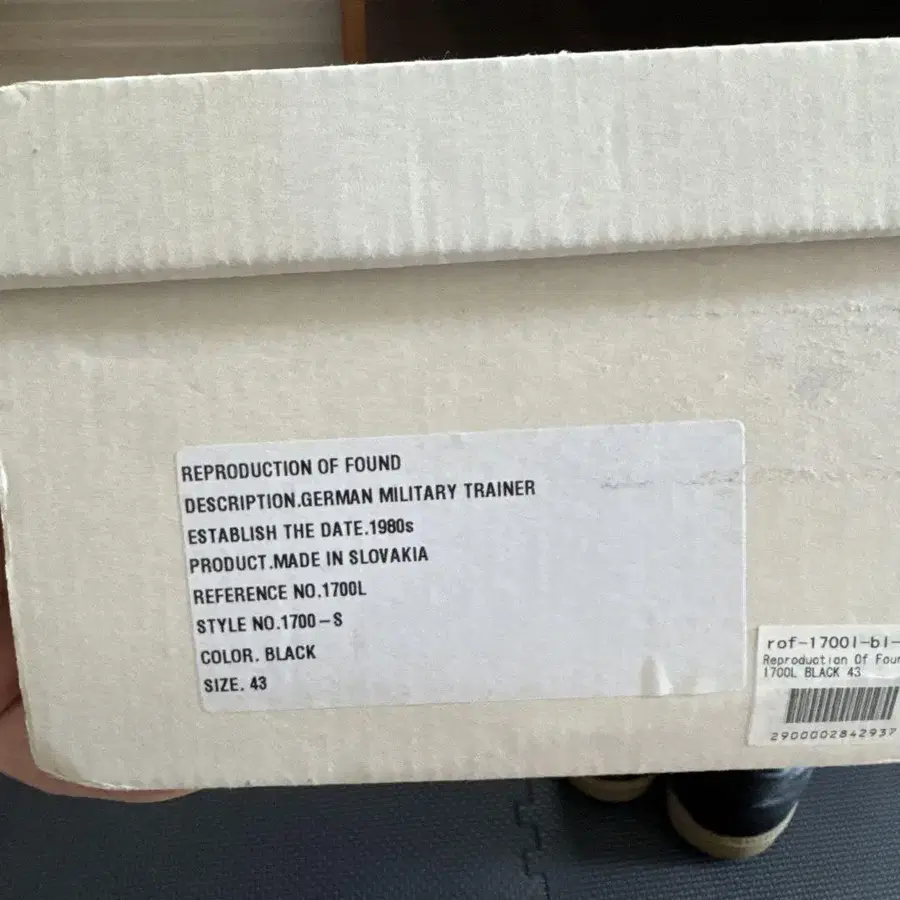 REPRODUCTION OF FOUND
DESCRIPTION.GERMAN MILITARY TRAINER
ESTABLISH THE DATE.1980s
PRODUCT.MADE IN SLOVAKIA
REFERENCE NO.1700L
STYLE NO.1700-S
COLOR. BLACK
SIZE. 43
rof-1700l-bl-
Reproduction Of Four
1700L BLACK 43
2900002842937